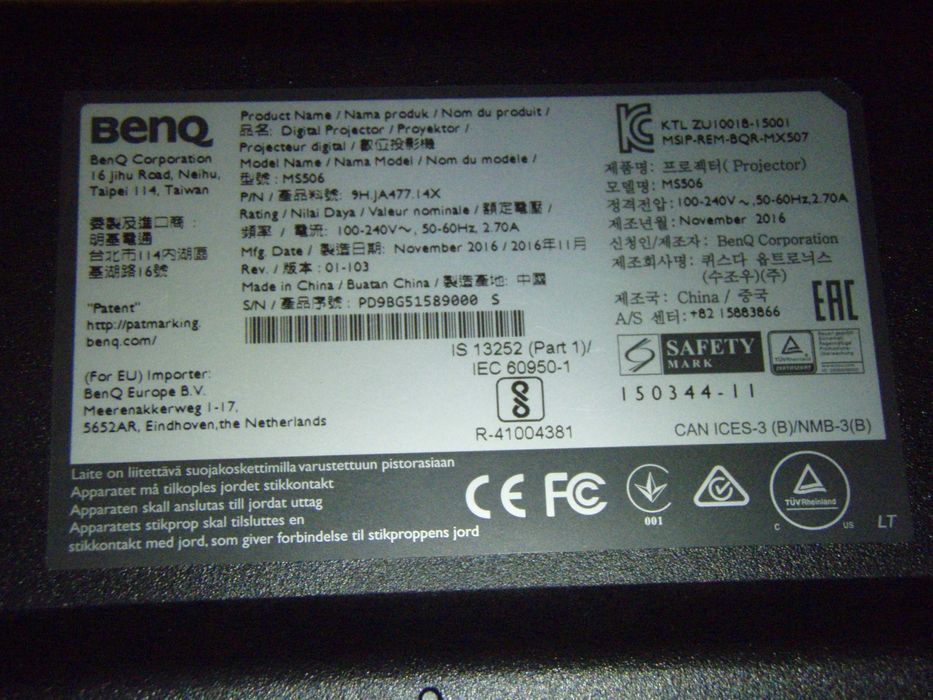 BenQ
BenQ Corporation
16 Jihu Road, Neihu,
Taipei 114, Taiwan
委製及進口商:
明基電通
台北市114內湖區
基湖路16號
"Patent"
http://patmarking.
benq.com/
(For EU) Importer:
BenQ Europe B.V.
Meerenakkerweg 1-17,
5652AR, Eindhoven,the Netherlands
Product Name / Nama produk / Nom du produit /
品名: Digital Projector / Proyektor /
Projecteur digital / 數位投影機
Model Name / Nama Model / Nom du modele /
型號: MS506
P/N / 產品料號: 9H.JA477.14X
Rating / Nilai Daya / Valeur nominale / 額定電壓 /
頻率 / 電流: 100-240V~, 50-60Hz, 2.70A
Mfg. Date / 製造日期: November 2016 / 2016年11月
Rev. / 版本: 01-103
Made in China / Buatan China / 製造產地: 中國
S/N / 產品序號: PD9BG51589000 S
IS 13252 (Part 1)/
IEC 60950-1
R-41004381
KTL ZU10018-15001
MSIP-REM-BQR-MX507
제품명: 프로젝터( Projector)
모델명: MS506
정격전압: 100-240V~, 50-60Hz,2.70A
제조년월: November 2016
신청인/제조자: BenQ Corporation
제조회사명: 퀴스다 옵트로닉스
(수조우)(주)
제조국: China / 중국
A/S 센터: +82 15883866
EAC
SAFETY
MARK
TÜVRheinland
150344-11
CAN ICES-3 (B)/NMB-3(B)
Laite on liitettävä suojakoskettimilla varustettuun pistorasiaan
Apparatet må tilkoples jordet stikkontakt
Apparaten skall anslutas till jordat uttag
Apparatets stikprop skal tilsluttes en
stikkontakt med jord, som giver forbindelse til stikproppens jord
CE FC
001
TÜVRheinland
C US
LT